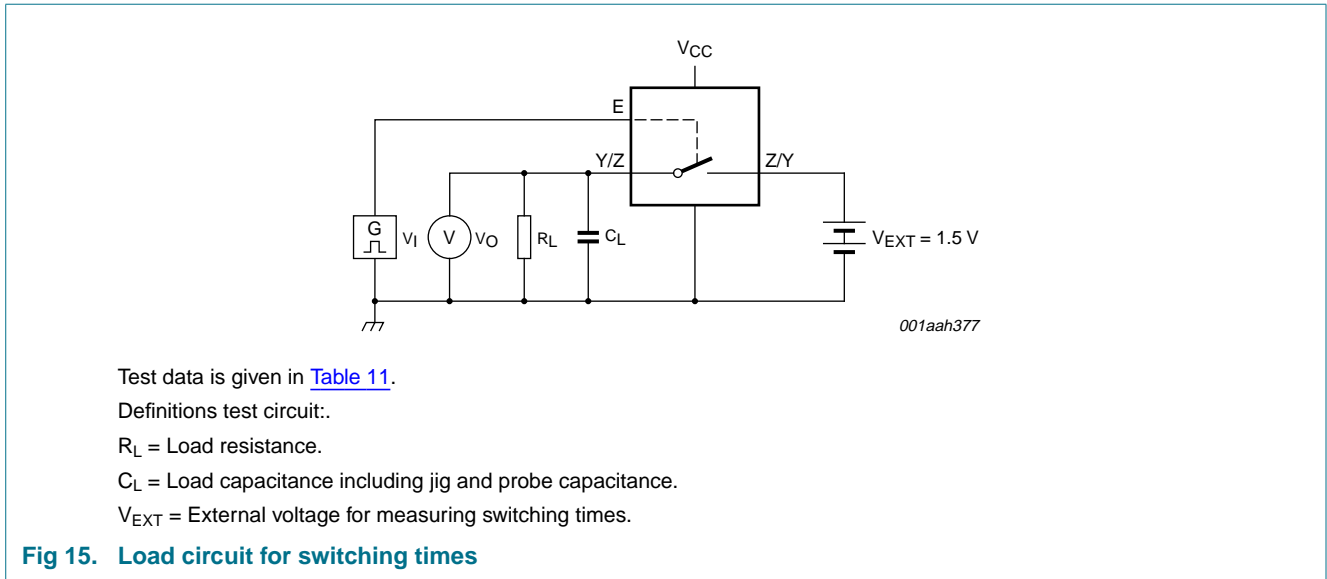 VCC
E
Y/Z
Z/Y
G
VI
V
VO
RL
CL
VEXT = 1.5 V
001aah377
Test data is given in Table 11.
Definitions test circuit:.
RL = Load resistance.
CL = Load capacitance including jig and probe capacitance.
VEXT = External voltage for measuring switching times.
Fig 15. Load circuit for switching times